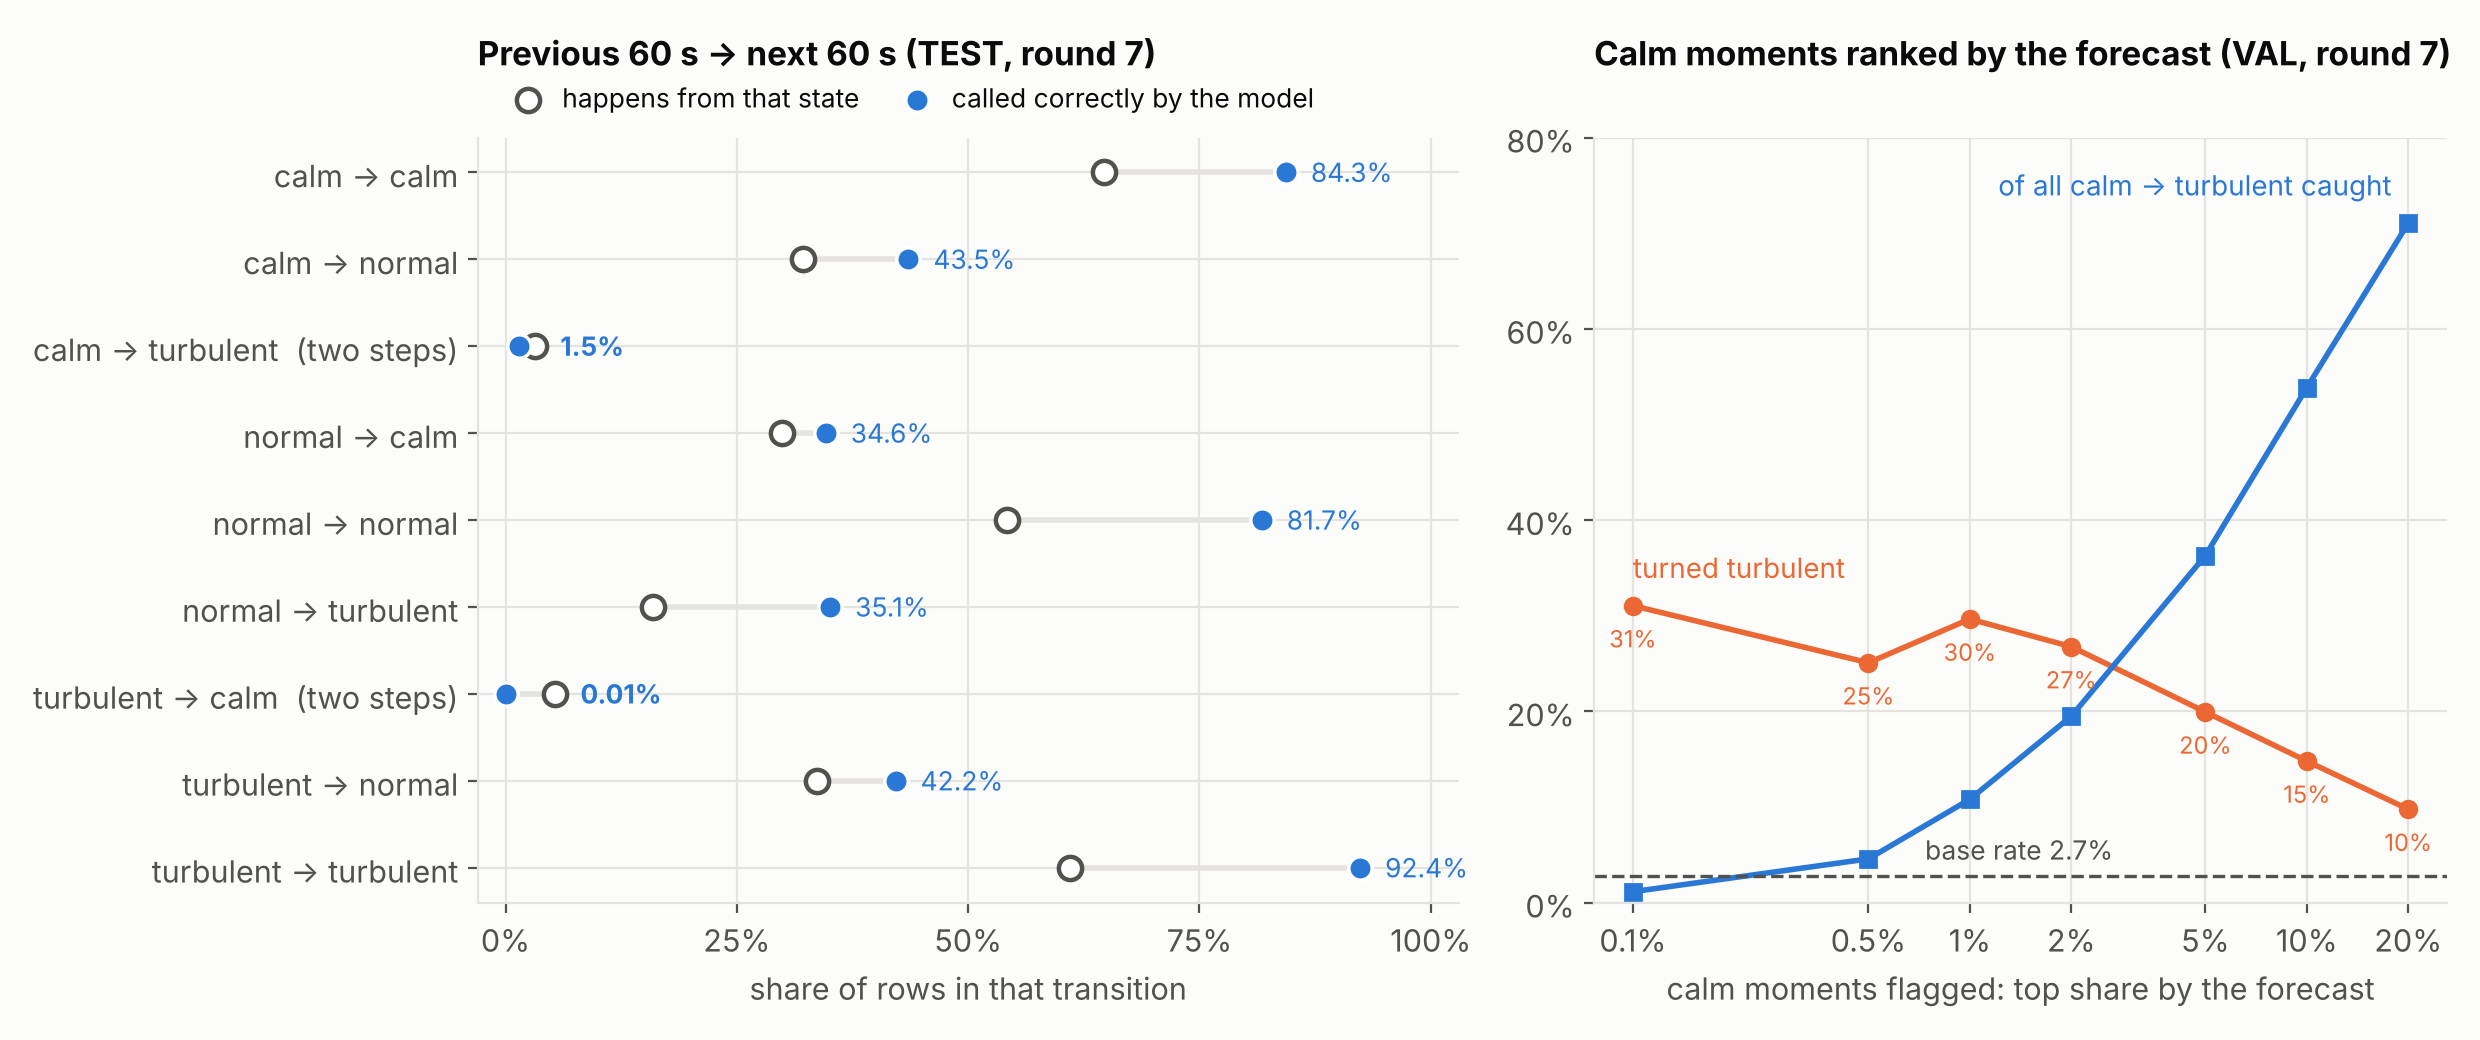 Previous 60 s → next 60 s (TEST, round 7)
happens from that state
called correctly by the model
calm → calm
84.3%
calm → normal
43.5%
calm → turbulent (two steps)
1.5%
normal → calm
34.6%
normal → normal
81.7%
normal → turbulent
35.1%
turbulent → calm (two steps)
0.01%
turbulent → normal
42.2%
turbulent → turbulent
92.4%
0% 25% 50% 75% 100%
share of rows in that transition
Calm moments ranked by the forecast (VAL, round 7)
80%
60%
40%
20%
0%
of all calm → turbulent caught
turned turbulent
31%
25%
30%
27%
20%
15%
10%
base rate 2.7%
0.1% 0.5% 1% 2% 5% 10% 20%
calm moments flagged: top share by the forecast